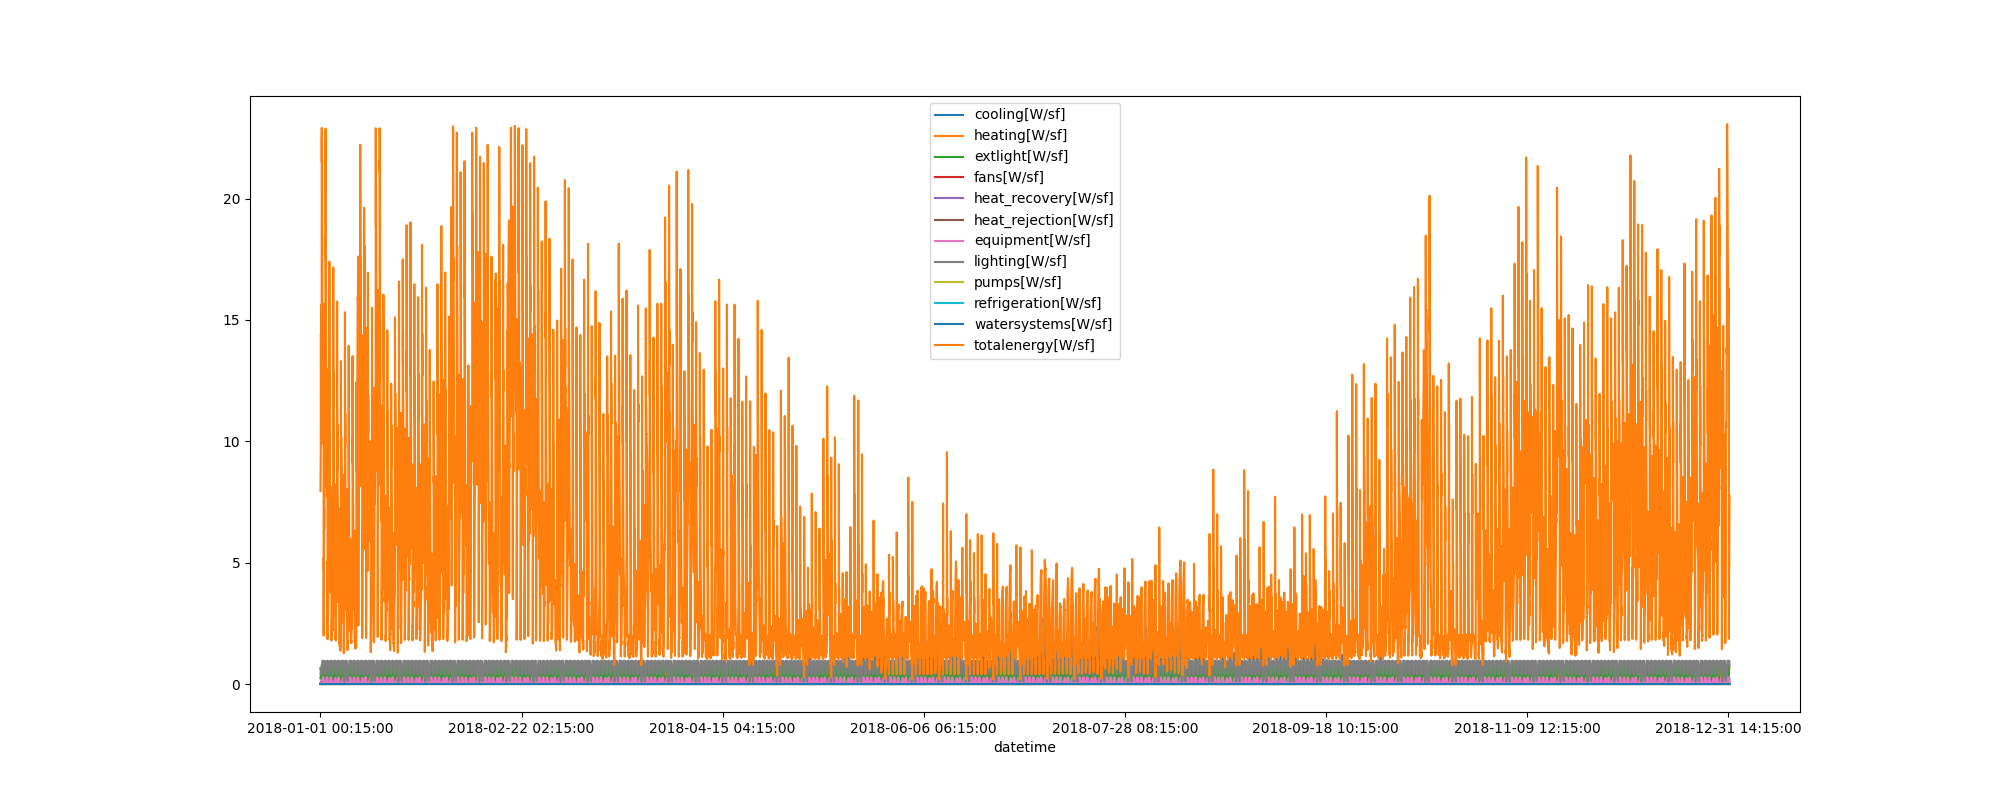 cooling[W/sf]
heating[W/sf]
extlight[W/sf]
fans[W/sf]
heat_recovery[W/sf]
heat_rejection[W/sf]
equipment[W/sf]
lighting[W/sf]
pumps[W/sf]
refrigeration[W/sf]
watersystems[W/sf]
totalenergy[W/sf]
20
15
10
5
0
2018-01-01 00:15:00
2018-02-22 02:15:00
2018-04-15 04:15:00
2018-06-06 06:15:00
2018-07-28 08:15:00
2018-09-18 10:15:00
2018-11-09 12:15:00
2018-12-31 14:15:00
datetime